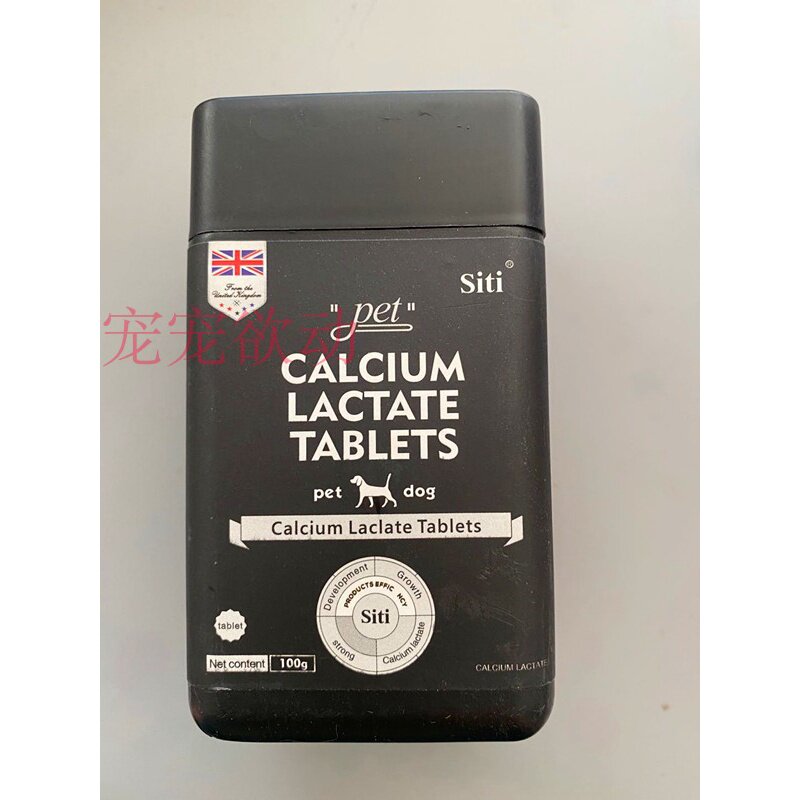 From the
United Kingdom
Siti®
"pet"
宠宠欲动
CALCIUM
LACTATE
TABLETS
pet dog
Calcium Laclate Tablets
Development
Growth
PRODUCTS EFFIC NCY
Siti
strong
Calcium lactate
tablet
Net content 100g
CALCIUM LACTATE